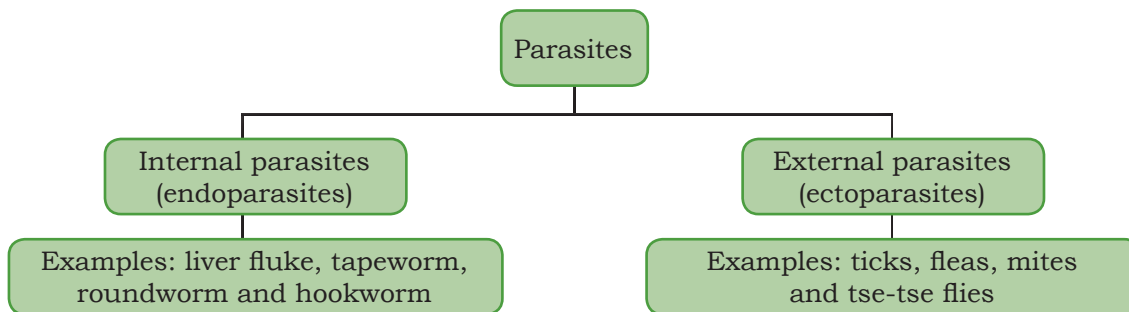 Parasites
Internal parasites
(endoparasites)
External parasites
(ectoparasites)
Examples: liver fluke, tapeworm,
roundworm and hookworm
Examples: ticks, fleas, mites
and tse-tse flies